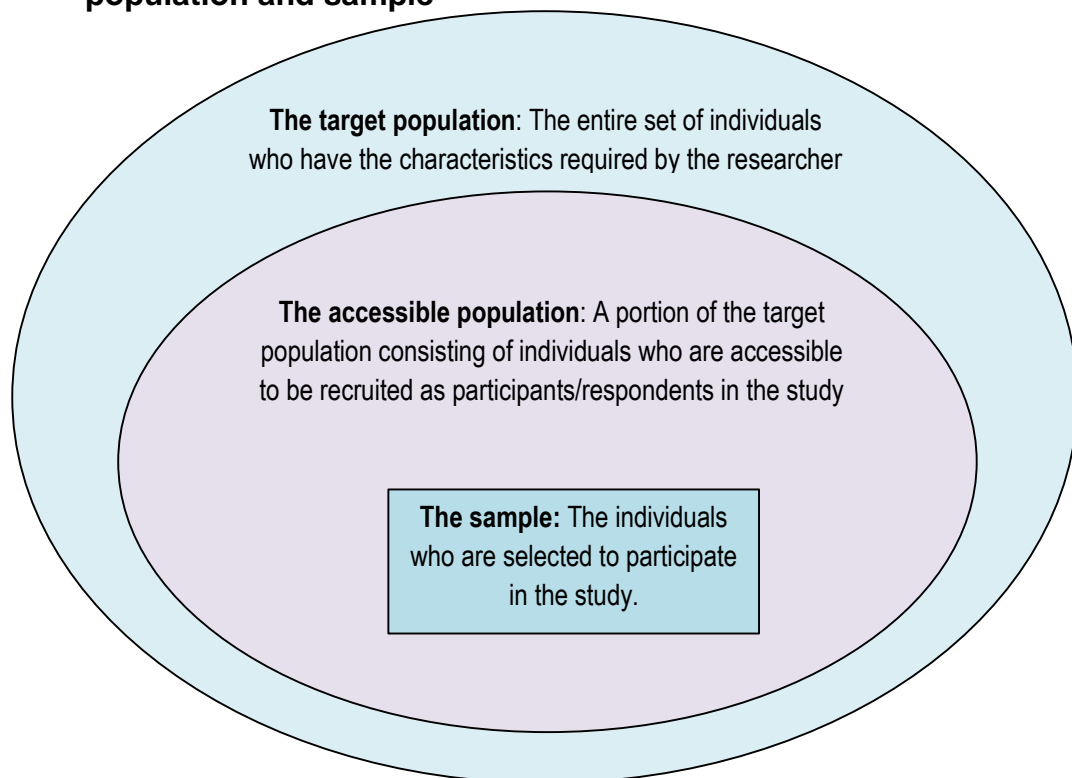 population and sample
The target population: The entire set of individuals
who have the characteristics required by the researcher
The accessible population: A portion of the target
population consisting of individuals who are accessible
to be recruited as participants/respondents in the study
The sample: The individuals
who are selected to participate
in the study.